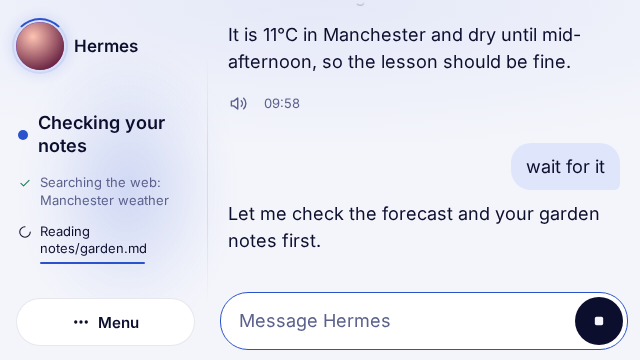 Hermes
Checking your
notes
Searching the web:
Manchester weather
Reading
notes/garden.md
Menu
It is 11°C in Manchester and dry until mid-
afternoon, so the lesson should be fine.
09:58
wait for it
Let me check the forecast and your garden
notes first.
Message Hermes